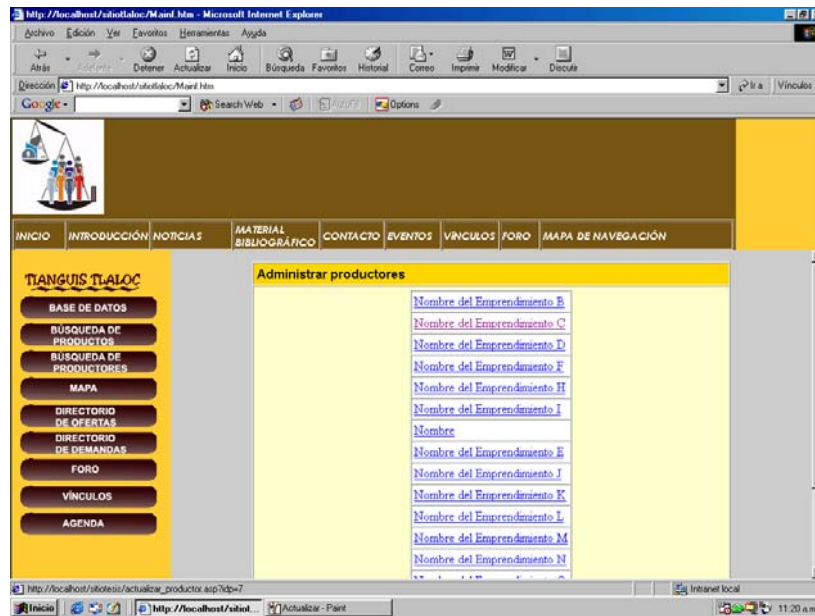 http://localhost/sitiotlaloc/Main1.htm - Microsoft Internet Explorer
Archivo Edición Ver Favoritos Herramientas Ayuda
Atrás Adelante Detener Actualizar Inicio Búsqueda Favoritos Historial Correo Imprimir Modificar Discutir
Dirección http://localhost/sitiotlaloc/Main1.htm Ir a Vínculos
Google Search Web AutoFill Options
INICIO INTRODUCCIÓN NOTICIAS MATERIAL BIBLIOGRÁFICO CONTACTO EVENTOS VÍNCULOS FORO MAPA DE NAVEGACIÓN
TIANGUIS TLALOC
BASE DE DATOS
BÚSQUEDA DE
PRODUCTOS
BÚSQUEDA DE
PRODUCTORES
MAPA
DIRECTORIO
DE OFERTAS
DIRECTORIO
DE DEMANDAS
FORO
VÍNCULOS
AGENDA
Administrar productores
Nombre del Emprendimiento B
Nombre del Emprendimiento C
Nombre del Emprendimiento D
Nombre del Emprendimiento F
Nombre del Emprendimiento H
Nombre del Emprendimiento I
Nombre
Nombre del Emprendimiento E
Nombre del Emprendimiento J
Nombre del Emprendimiento K
Nombre del Emprendimiento L
Nombre del Emprendimiento M
Nombre del Emprendimiento N
http://localhost/sitiotesis/actualizar_productor.asp?idp=7 Intranet local
Inicio http://localhost/sitiot... Actualizar - Paint 11:20 a.m.